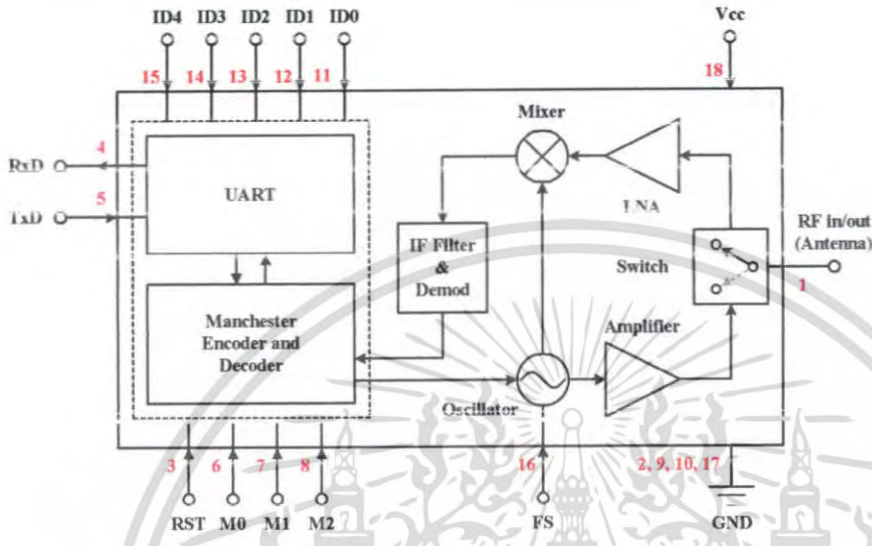 ID4 ID3 ID2 ID1 ID0
Vcc
15 14 13 12 11
18
Mixer
RxD 4
TxD 5
UART
LNA
IF Filter
&
Demod
RF in/out
(Antenna)
Switch
1
Manchester
Encoder and
Decoder
Amplifier
Oscillator
3 6 7 8 16 2, 9, 10, 17
RST M0 M1 M2 FS GND